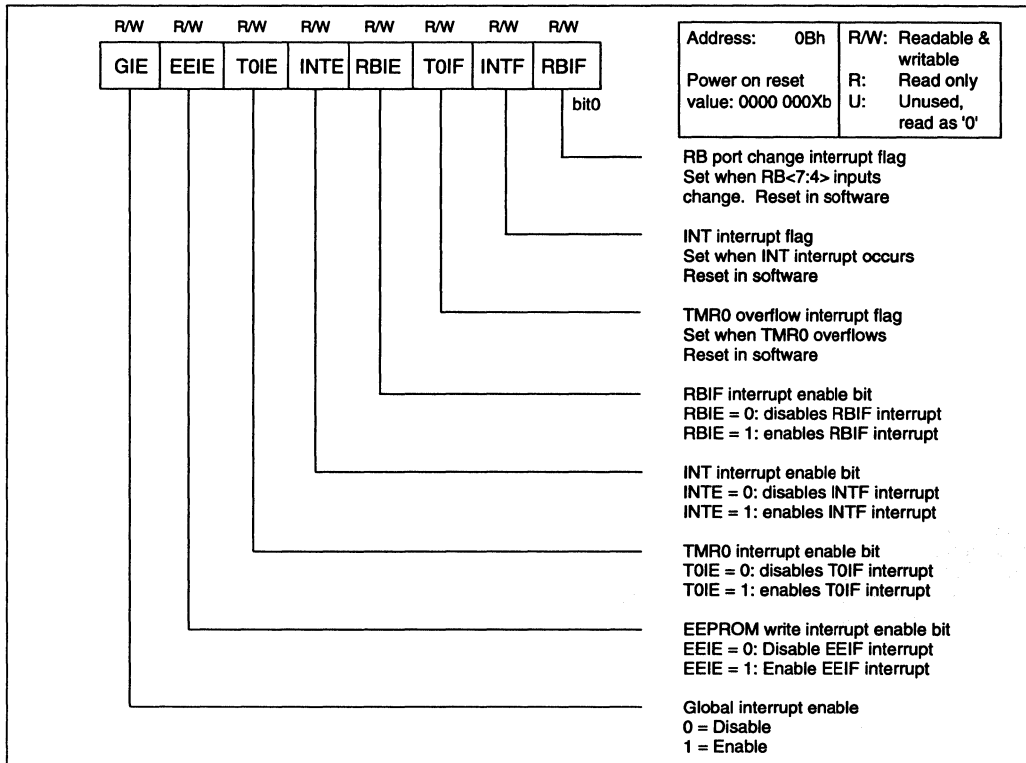 R/W R/W R/W R/W R/W R/W R/W R/W
GIE EEIE T0IE INTE RBIE T0IF INTF RBIF
bit0
Address: 0Bh
Power on reset
value: 0000 000Xb
R/W: Readable &
writable
R: Read only
U: Unused,
read as '0'
RB port change interrupt flag
Set when RB<7:4> inputs
change. Reset in software
INT interrupt flag
Set when INT interrupt occurs
Reset in software
TMR0 overflow interrupt flag
Set when TMR0 overflows
Reset in software
RBIF interrupt enable bit
RBIE = 0: disables RBIF interrupt
RBIE = 1: enables RBIF interrupt
INT interrupt enable bit
INTE = 0: disables INTF interrupt
INTE = 1: enables INTF interrupt
TMR0 interrupt enable bit
T0IE = 0: disables T0IF interrupt
T0IE = 1: enables T0IF interrupt
EEPROM write interrupt enable bit
EEIE = 0: Disable EEIF interrupt
EEIE = 1: Enable EEIF interrupt
Global interrupt enable
0 = Disable
1 = Enable